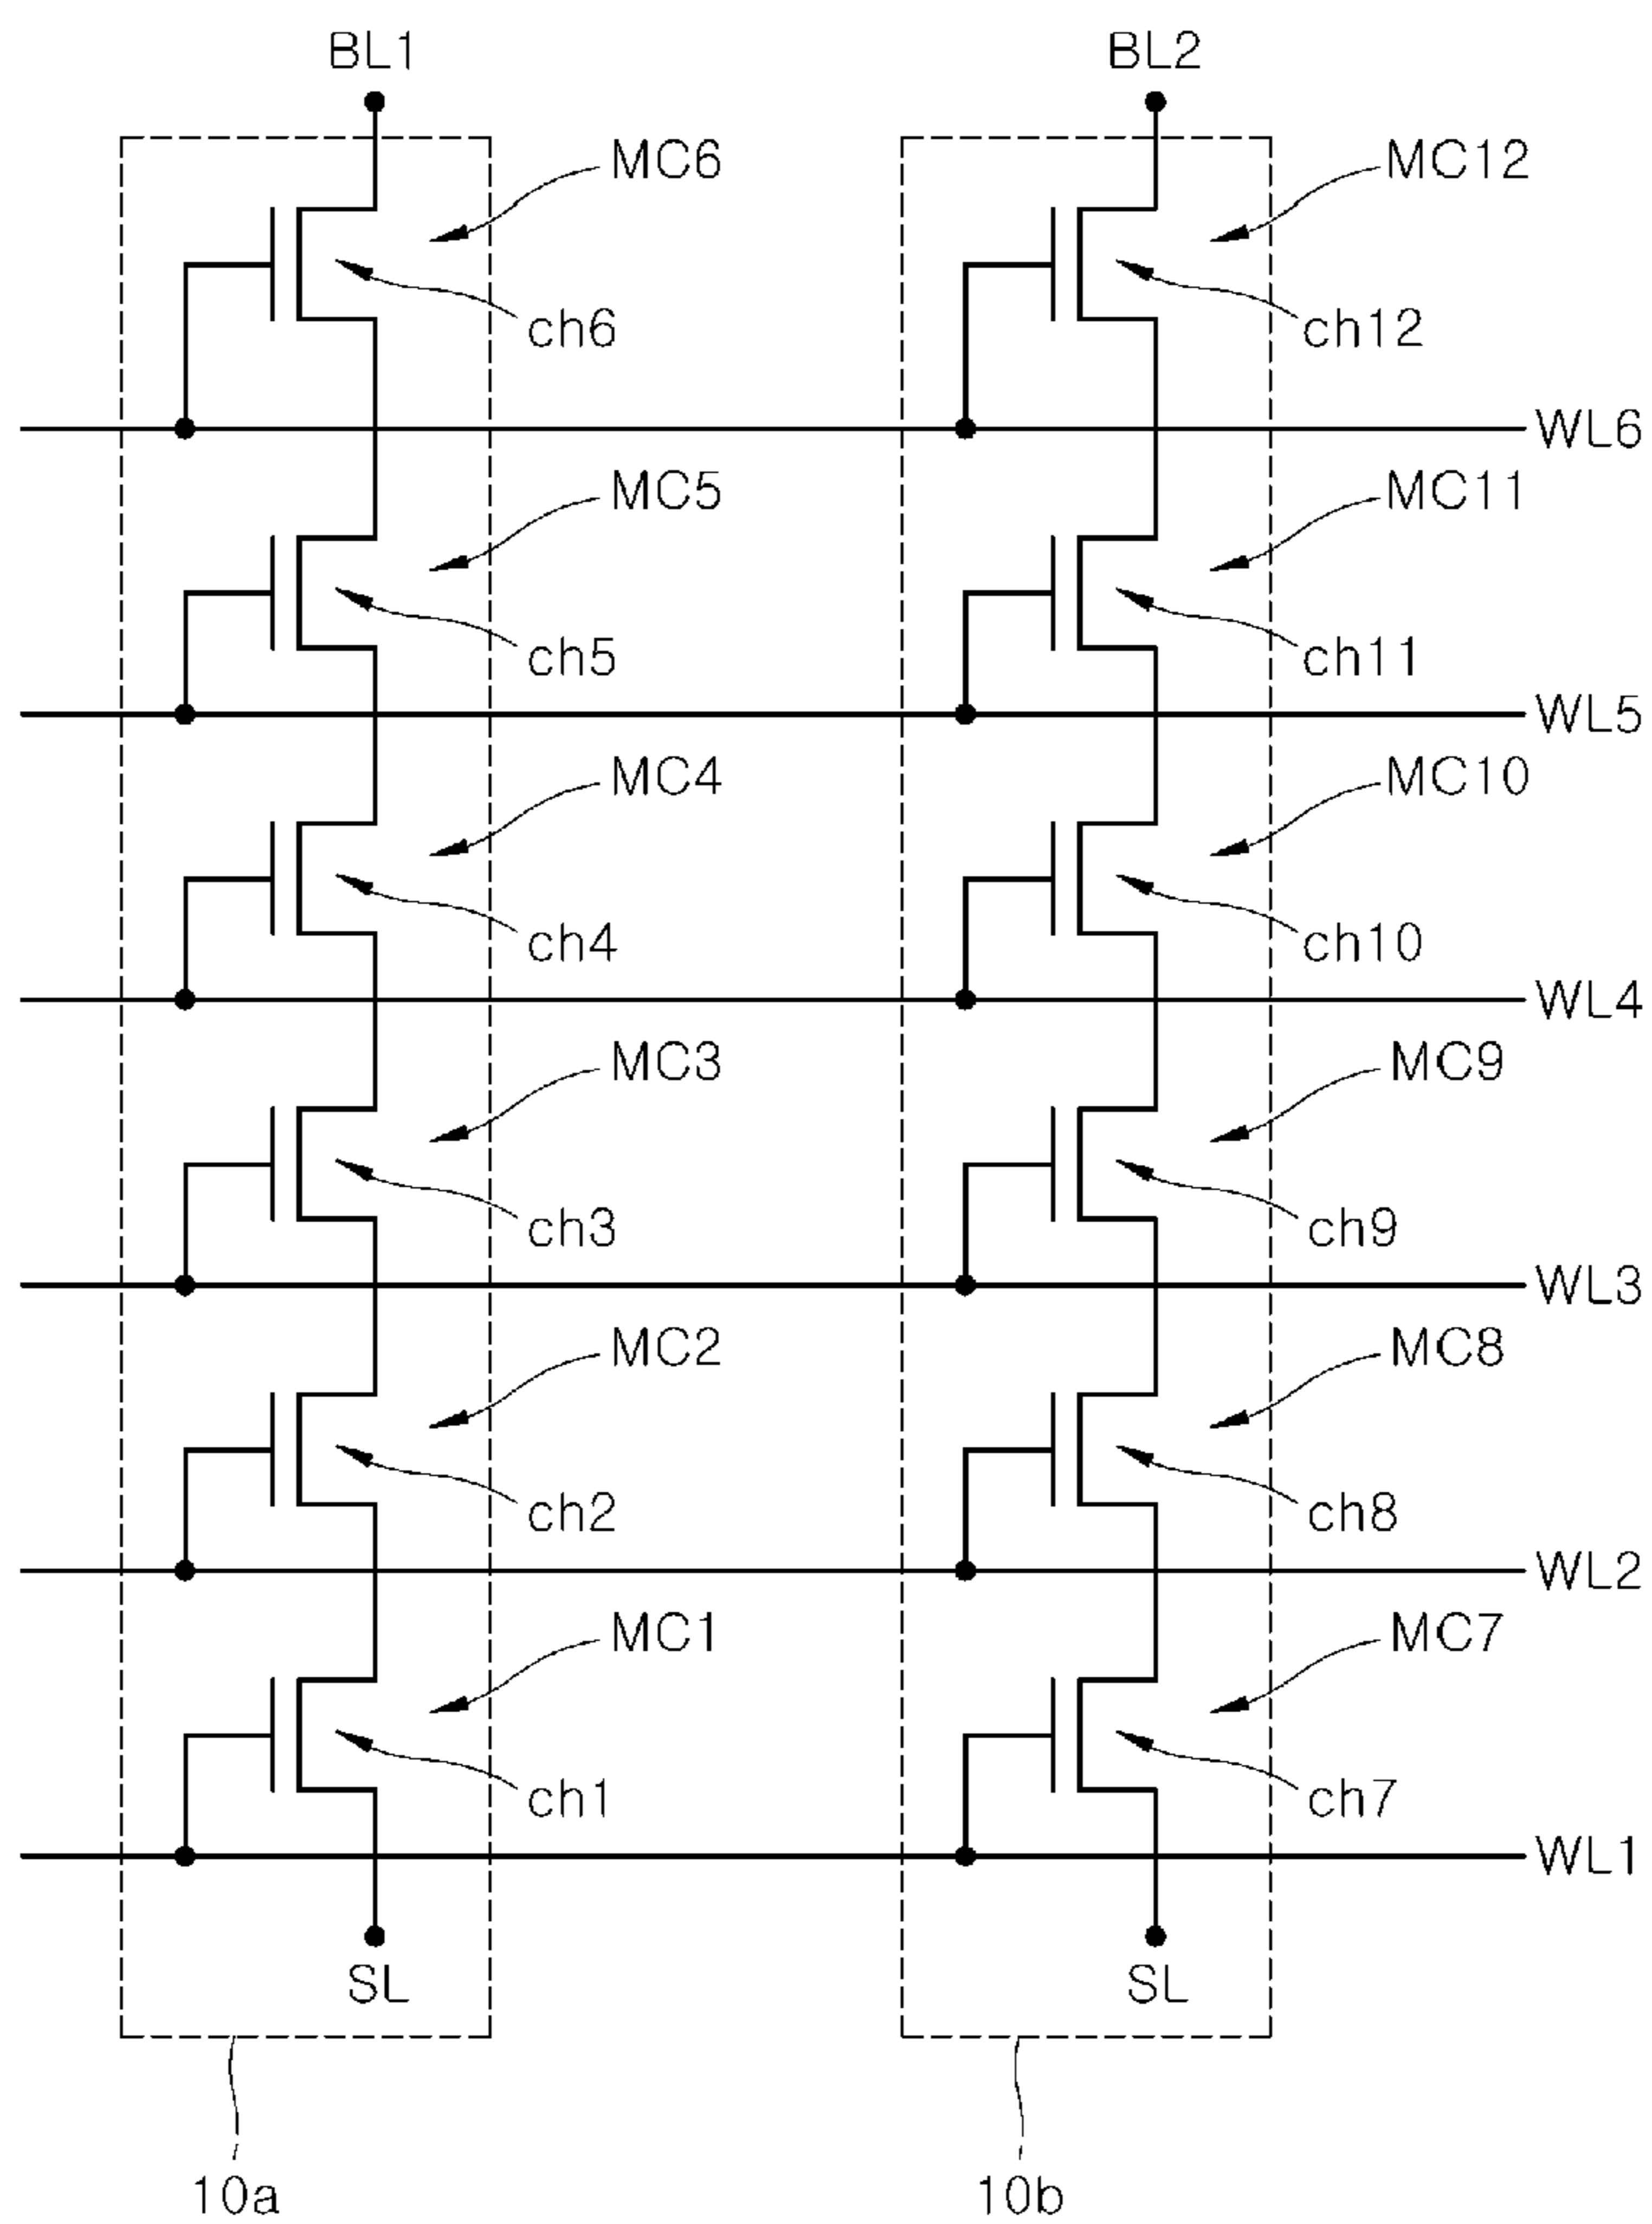 BL1 BL2
MC6 MC12
ch6 ch12
WL6
MC5 MC11
ch5 ch11
WL5
MC4 MC10
ch4 ch10
WL4
MC3 MC9
ch3 ch9
WL3
MC2 MC8
ch2 ch8
WL2
MC1 MC7
ch1 ch7
WL1
SL SL
10a 10b